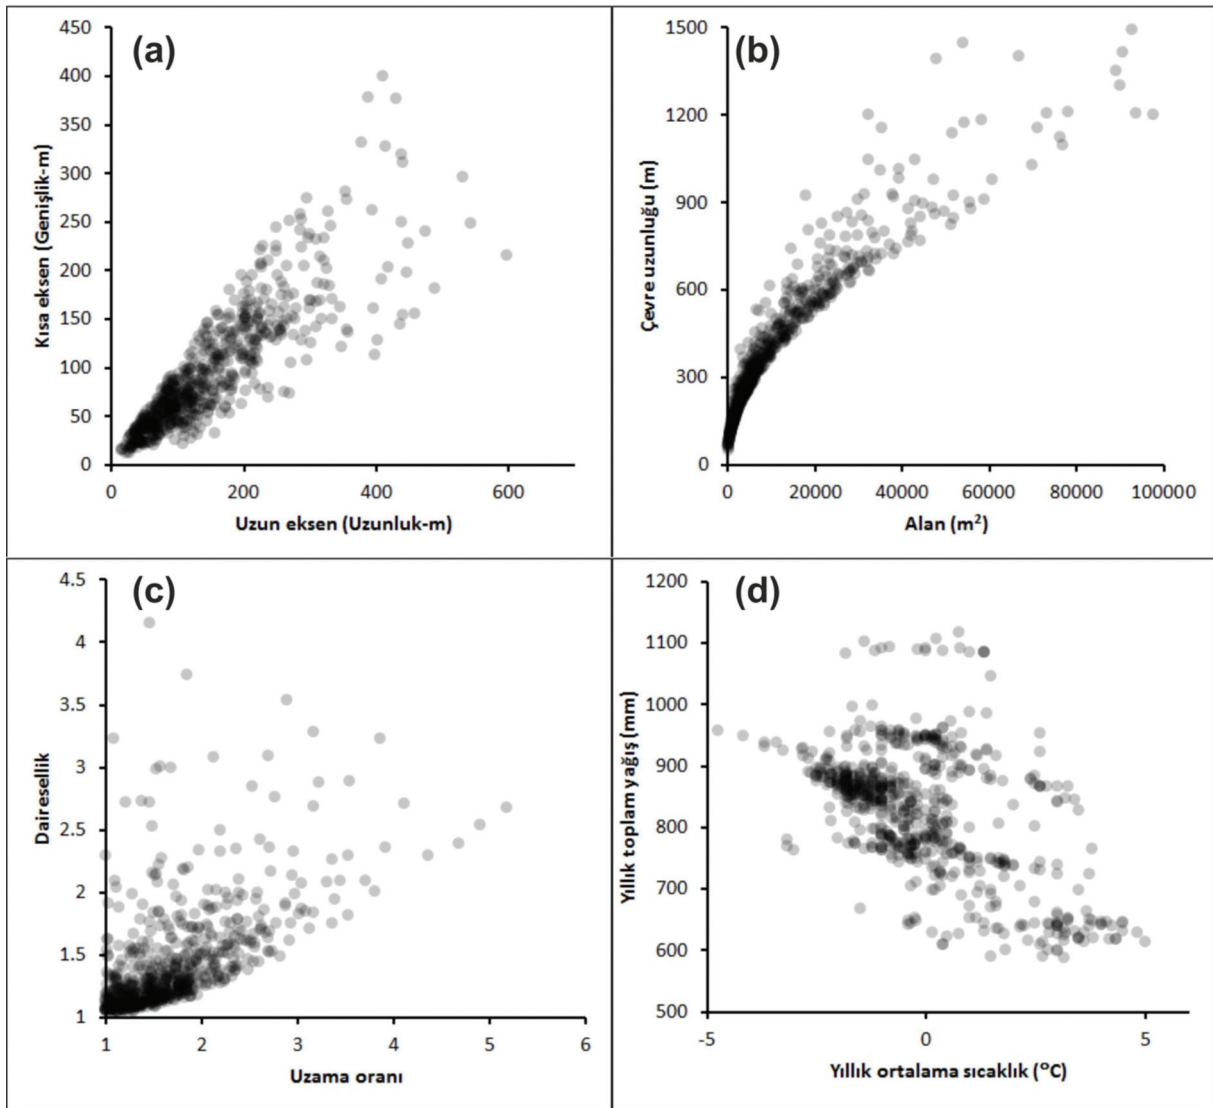 (a)
450
400
350
300
250
200
150
100
50
0
Kısa eksen (Genişlik-m)
0 200 400 600
Uzun eksen (Uzunluk-m)
(b)
1500
1200
900
600
300
0
Çevre uzunluğu (m)
0 20000 40000 60000 80000 100000
Alan (m²)
(c)
4.5
4
3.5
3
2.5
2
1.5
1
Dairesellik
1 2 3 4 5 6
Uzama oranı
(d)
1200
1100
1000
900
800
700
600
500
Yıllık toplam yağış (mm)
-5 0 5
Yıllık ortalama sıcaklık (°C)